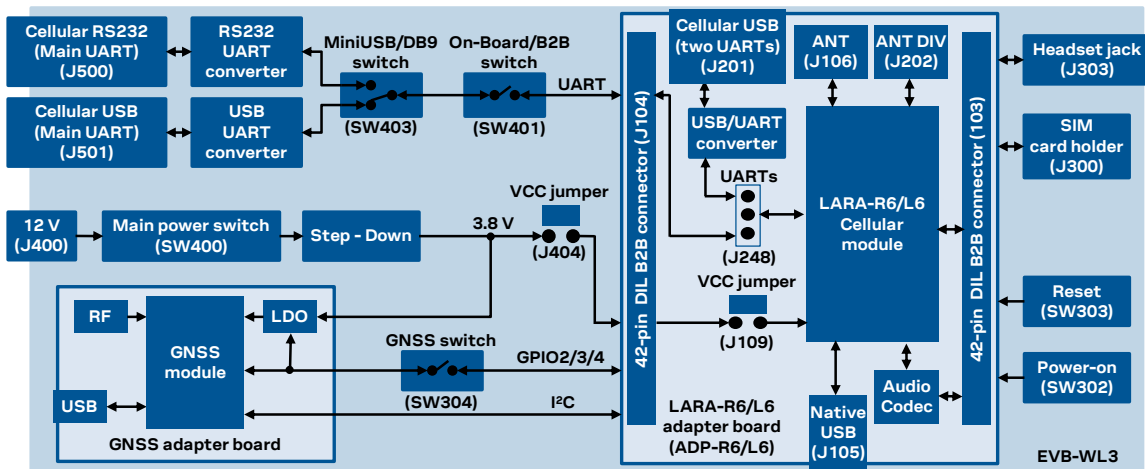 Cellular RS232
(Main UART)
(J500)
RS232
UART
converter
MiniUSB/DB9
switch
(SW403)
On-Board/B2B
switch
(SW401)
UART
Cellular USB
(Main UART)
(J501)
USB
UART
converter
12 V
(J400)
Main power switch
(SW400)
Step - Down
3.8 V
VCC jumper
(J404)
RF
GNSS
module
LDO
USB
GNSS adapter board
GNSS switch
(SW304)
GPIO2/3/4
I²C
42-pin DIL B2B connector (J104)
Cellular USB
(two UARTs)
(J201)
USB/UART
converter
UARTs
(J248)
VCC jumper
(J109)
ANT
(J106)
ANT DIV
(J202)
LARA-R6/L6
Cellular
module
LARA-R6/L6
adapter board
(ADP-R6/L6)
Native
USB
(J105)
Audio
Codec
42-pin DIL B2B connector (103)
Headset jack
(J303)
SIM
card holder
(J300)
Reset
(SW303)
Power-on
(SW302)
EVB-WL3